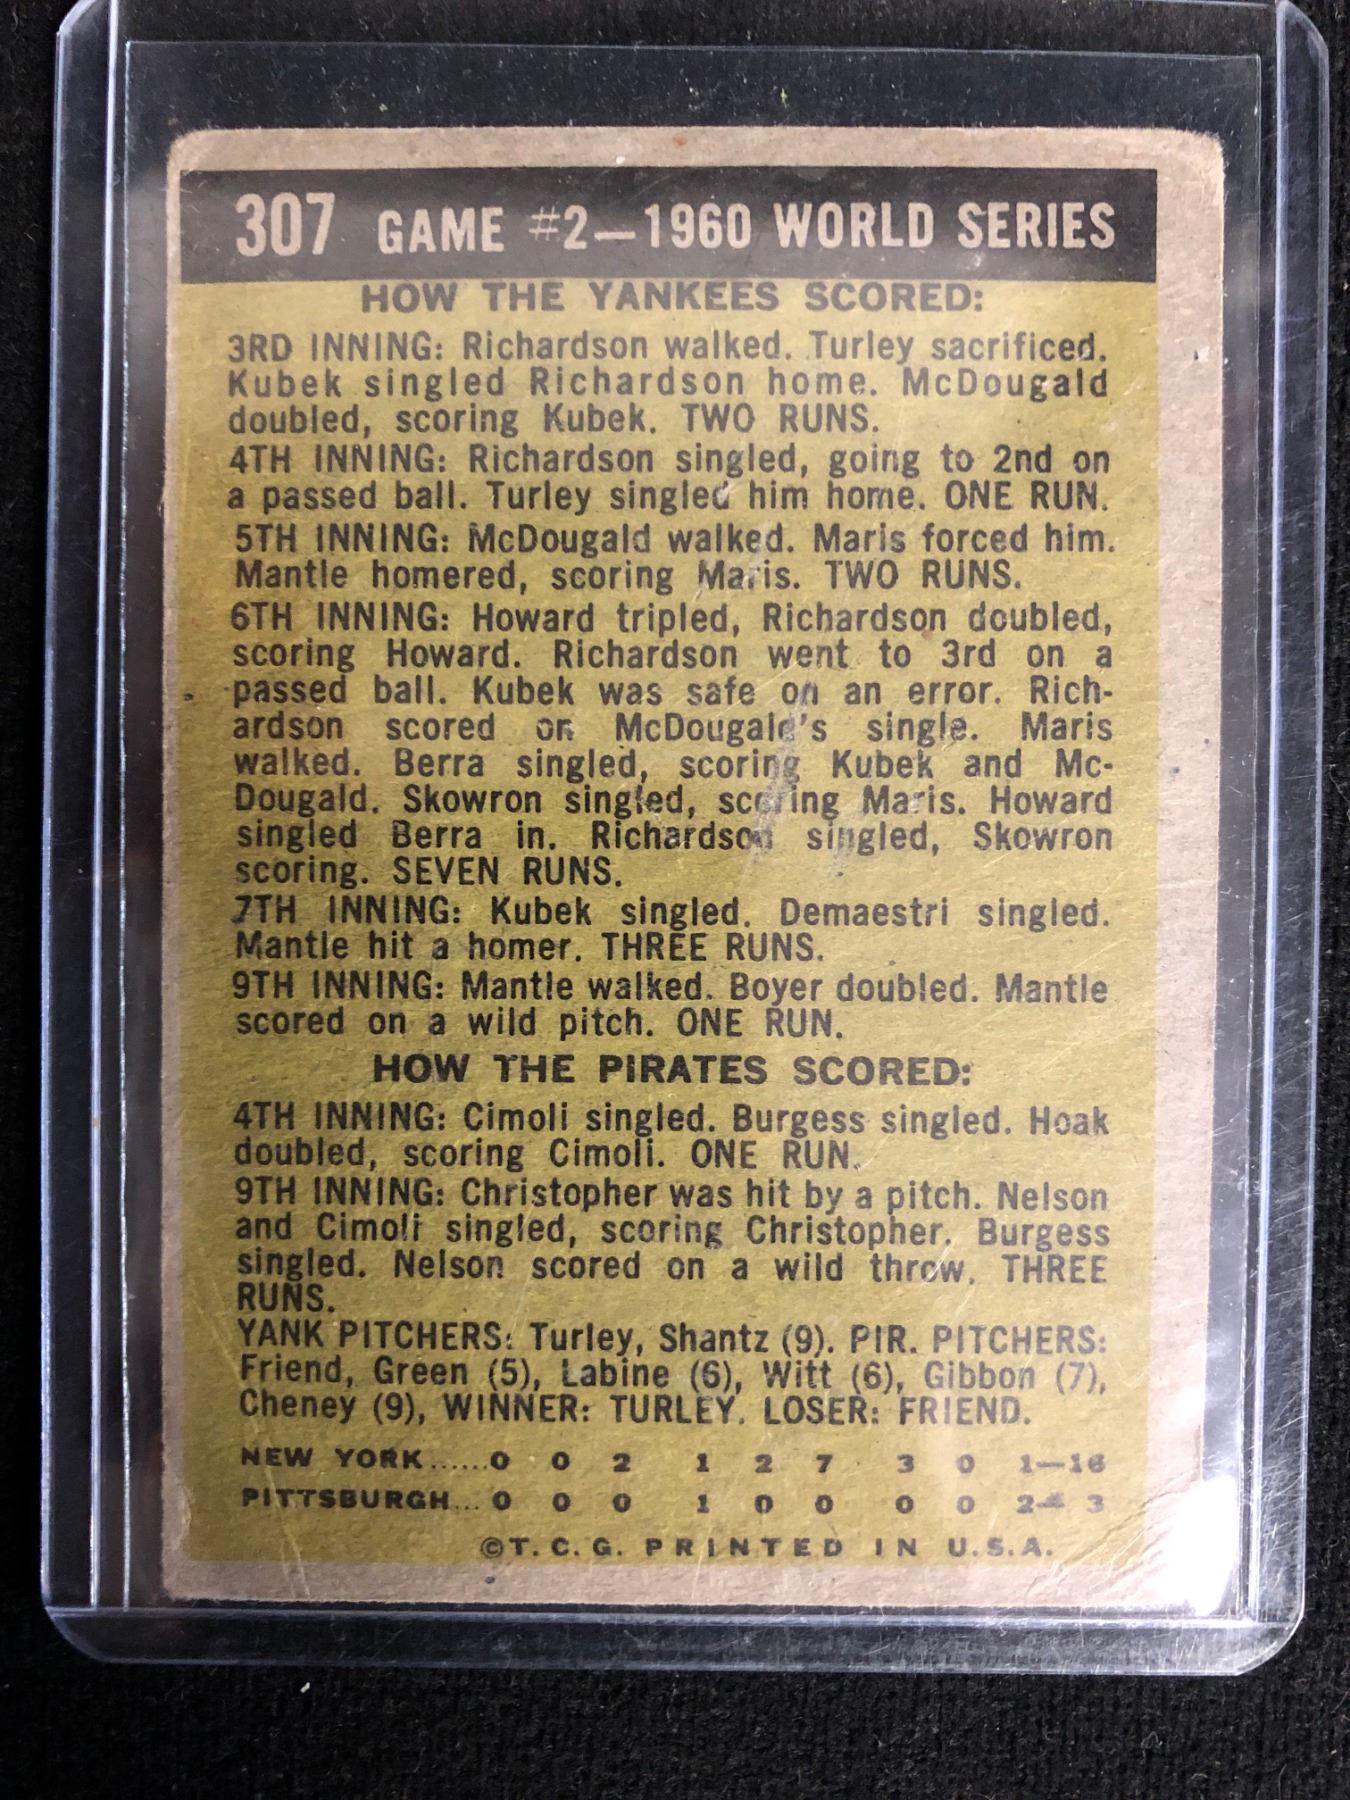 307 GAME #2—1960 WORLD SERIES
HOW THE YANKEES SCORED:
3RD INNING: Richardson walked. Turley sacrificed.
Kubek singled Richardson home. McDougald
doubled, scoring Kubek. TWO RUNS.
4TH INNING: Richardson singled, going to 2nd on
a passed ball. Turley singled him home. ONE RUN.
5TH INNING: McDougald walked. Maris forced him.
Mantle homered, scoring Maris. TWO RUNS.
6TH INNING: Howard tripled, Richardson doubled,
scoring Howard. Richardson went to 3rd on a
passed ball. Kubek was safe on an error. Rich-
ardson scored on McDougald's single. Maris
walked. Berra singled, scoring Kubek and Mc-
Dougald. Skowron singled, scoring Maris. Howard
singled Berra in. Richardson singled, Skowron
scoring. SEVEN RUNS.
7TH INNING: Kubek singled. Demaestri singled.
Mantle hit a homer. THREE RUNS.
9TH INNING: Mantle walked. Boyer doubled. Mantle
scored on a wild pitch. ONE RUN.
HOW THE PIRATES SCORED:
4TH INNING: Cimoli singled. Burgess singled. Hoak
doubled, scoring Cimoli. ONE RUN.
9TH INNING: Christopher was hit by a pitch. Nelson
and Cimoli singled, scoring Christopher. Burgess
singled. Nelson scored on a wild throw. THREE
RUNS.
YANK PITCHERS: Turley, Shantz (9). PIR. PITCHERS:
Friend, Green (5), Labine (6), Witt (6), Gibbon (7),
Cheney (9), WINNER: TURLEY. LOSER: FRIEND.
NEW YORK......0 0 2 1 2 7 3 0 1—16
PITTSBURGH...0 0 0 1 0 0 0 0 2— 3
©T.C.G. PRINTED IN U.S.A.